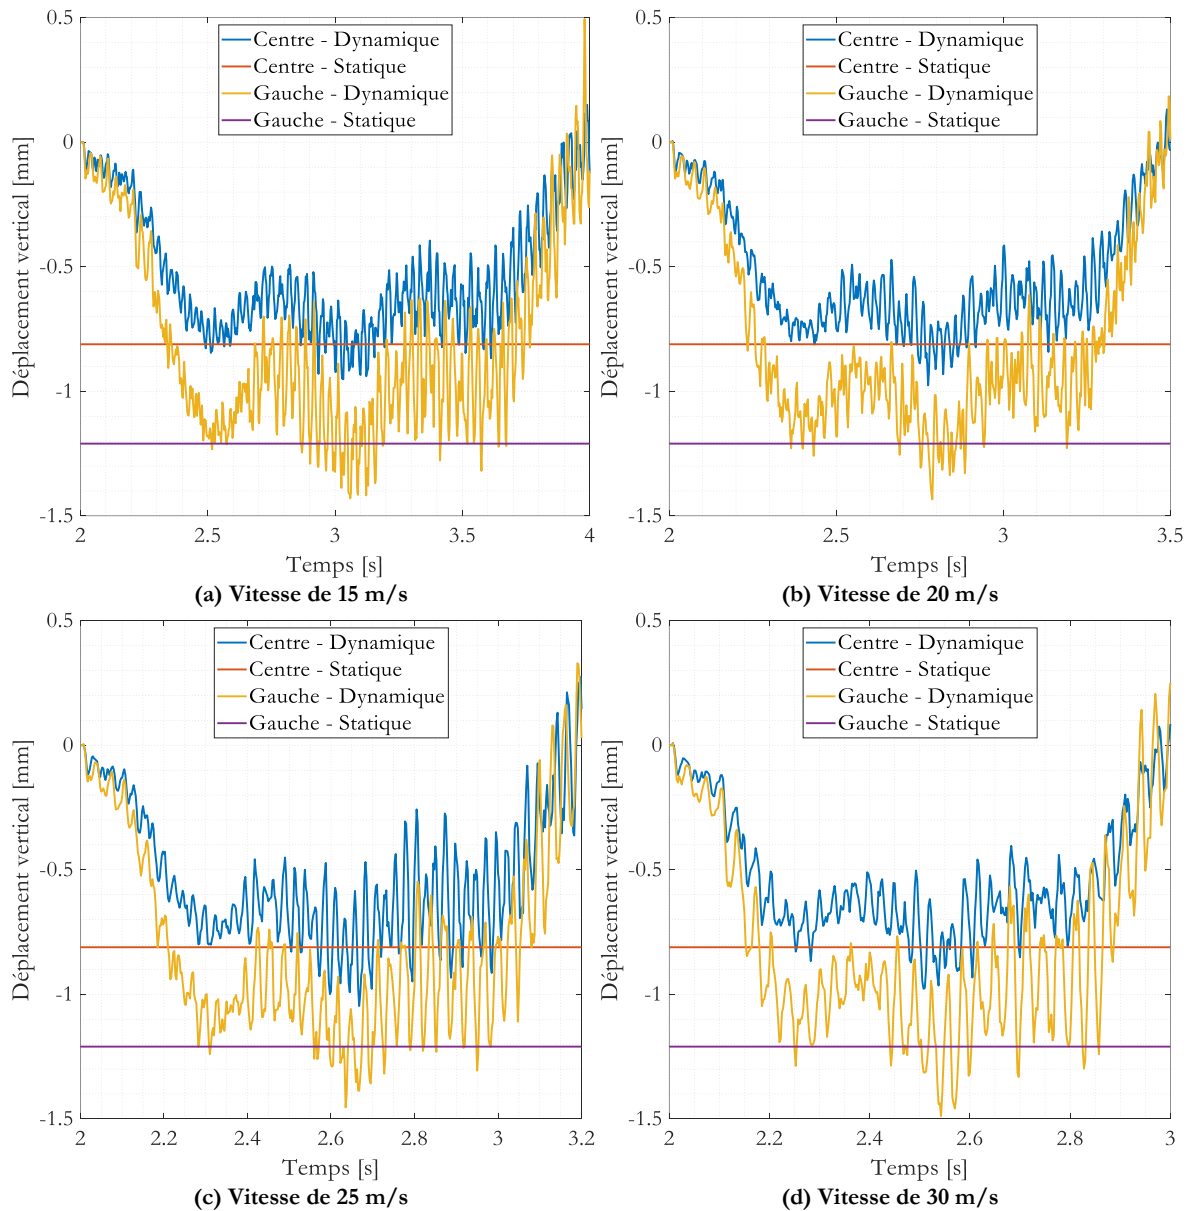 0.5
0
-0.5
-1
-1.5
Déplacement vertical [mm]
Centre - Dynamique
Centre - Statique
Gauche - Dynamique
Gauche - Statique
2
2.5
3
3.5
4
Temps [s]
(a) Vitesse de 15 m/s
0.5
0
-0.5
-1
-1.5
Déplacement vertical [mm]
Centre - Dynamique
Centre - Statique
Gauche - Dynamique
Gauche - Statique
2
2.5
3
3.5
Temps [s]
(b) Vitesse de 20 m/s
0.5
0
-0.5
-1
-1.5
Déplacement vertical [mm]
Centre - Dynamique
Centre - Statique
Gauche - Dynamique
Gauche - Statique
2
2.2
2.4
2.6
2.8
3
3.2
Temps [s]
(c) Vitesse de 25 m/s
0.5
0
-0.5
-1
-1.5
Déplacement vertical [mm]
Centre - Dynamique
Centre - Statique
Gauche - Dynamique
Gauche - Statique
2
2.2
2.4
2.6
2.8
3
Temps [s]
(d) Vitesse de 30 m/s